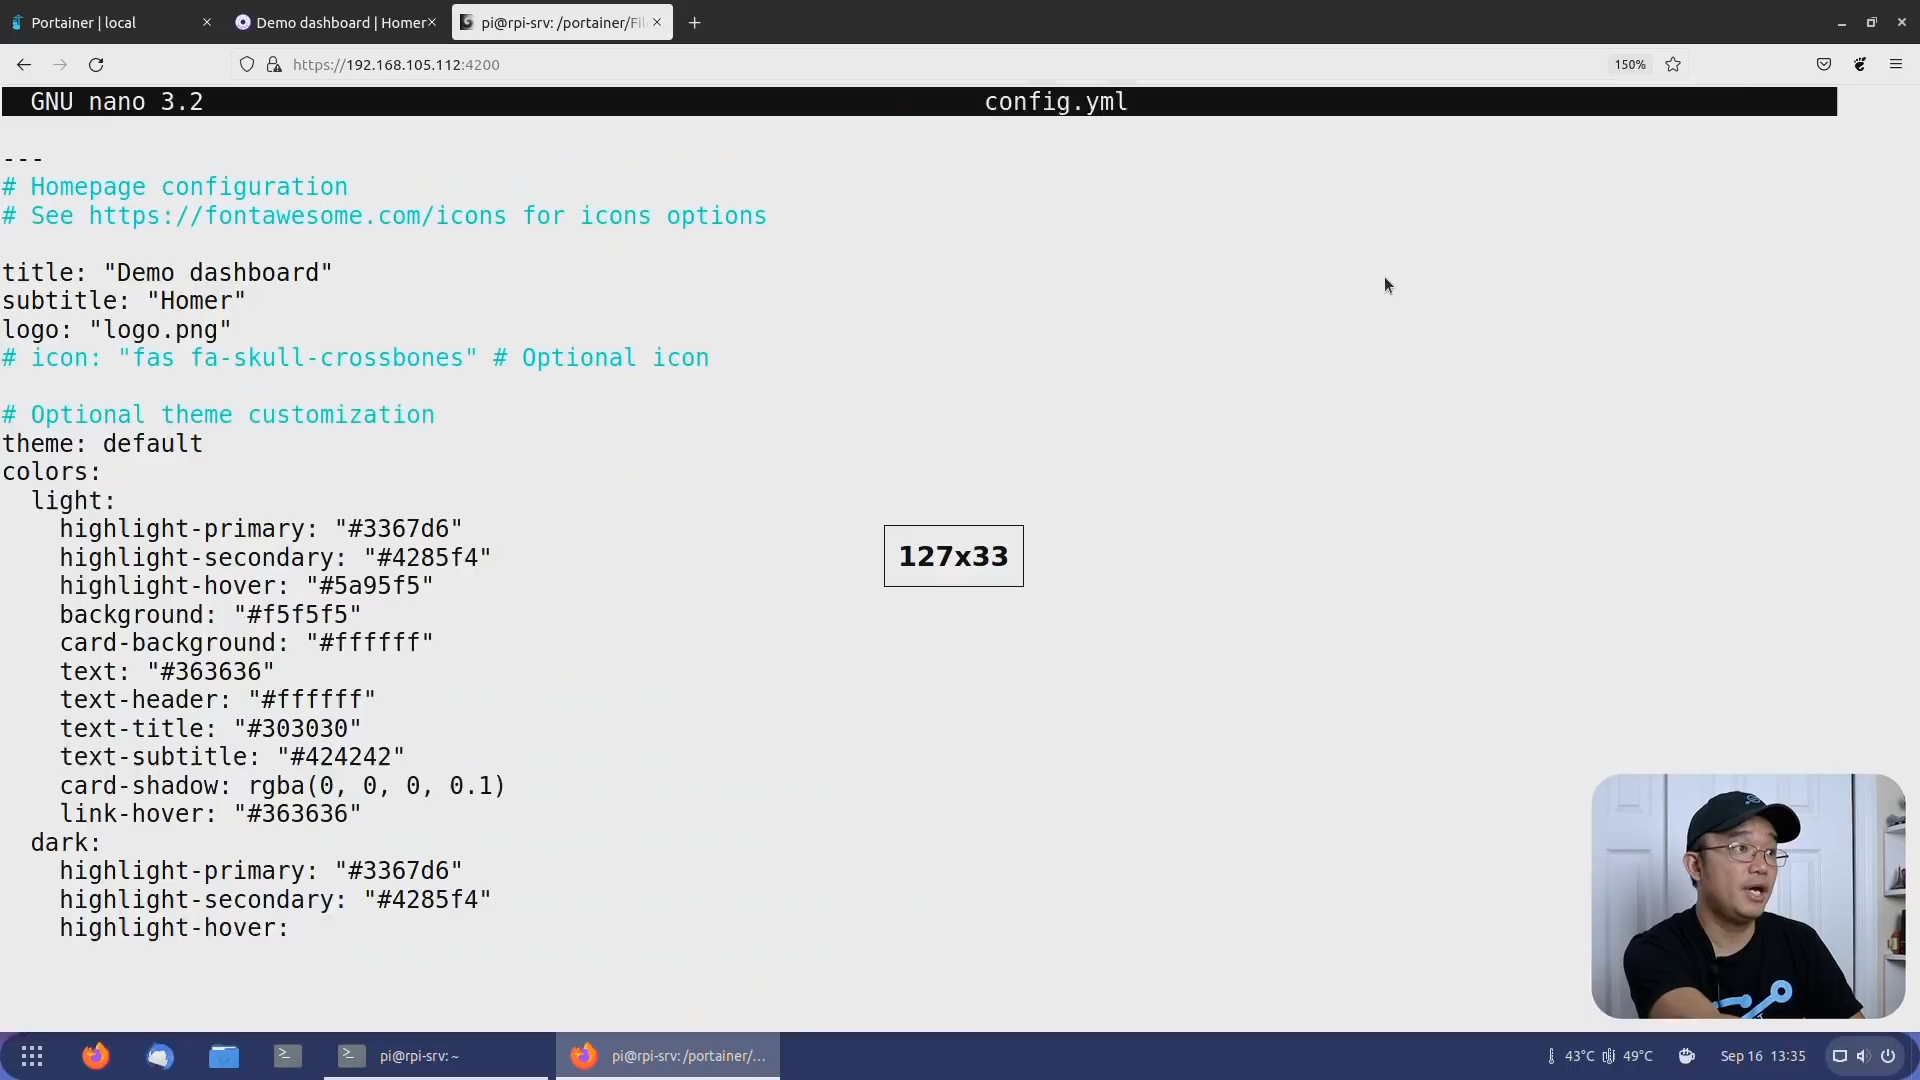 Portainer | local
Demo dashboard | Homer
pi@rpi-srv: /portainer/Fil
https://192.168.105.112:4200
150%
GNU nano 3.2
config.yml
---
# Homepage configuration
# See https://fontawesome.com/icons for icons options
title: "Demo dashboard"
subtitle: "Homer"
logo: "logo.png"
# icon: "fas fa-skull-crossbones" # Optional icon
# Optional theme customization
theme: default
colors:
  light:
    highlight-primary: "#3367d6"
    highlight-secondary: "#4285f4"
    highlight-hover: "#5a95f5"
    background: "#f5f5f5"
    card-background: "#ffffff"
    text: "#363636"
    text-header: "#ffffff"
    text-title: "#303030"
    text-subtitle: "#424242"
    card-shadow: rgba(0, 0, 0, 0.1)
    link-hover: "#363636"
  dark:
    highlight-primary: "#3367d6"
    highlight-secondary: "#4285f4"
    highlight-hover:
127x33
pi@rpi-srv: ~
pi@rpi-srv: /portainer/...
43°C
49°C
Sep 16 13:35